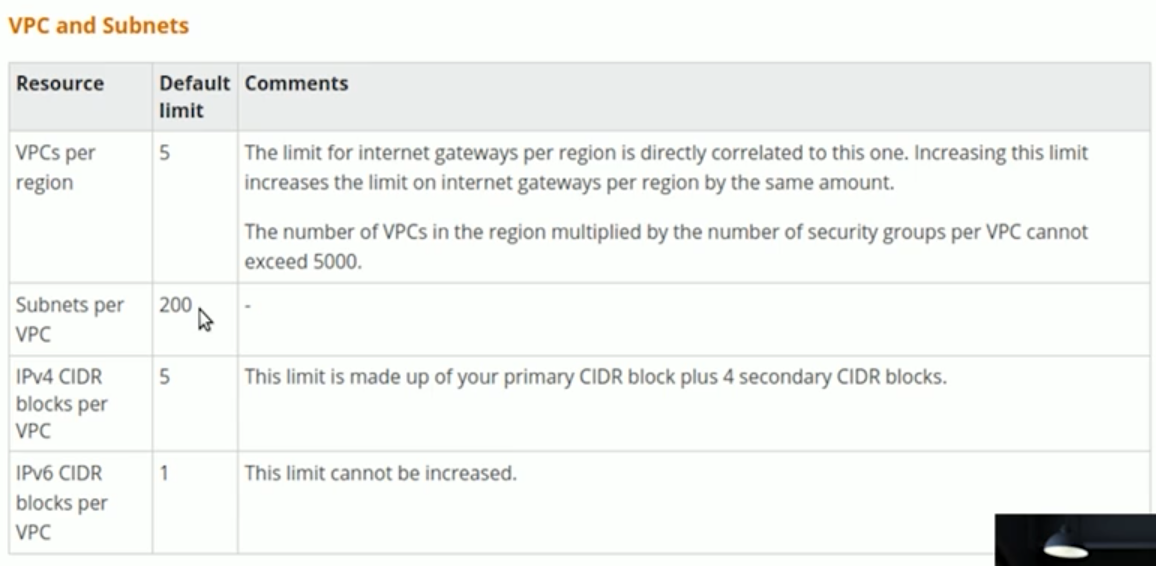 VPC and Subnets
Resource
Default
limit
Comments
VPCs per
region
5
The limit for internet gateways per region is directly correlated to this one. Increasing this limit
increases the limit on internet gateways per region by the same amount.
The number of VPCs in the region multiplied by the number of security groups per VPC cannot
exceed 5000.
Subnets per
VPC
200
-
IPv4 CIDR
blocks per
VPC
5
This limit is made up of your primary CIDR block plus 4 secondary CIDR blocks.
IPv6 CIDR
blocks per
VPC
1
This limit cannot be increased.